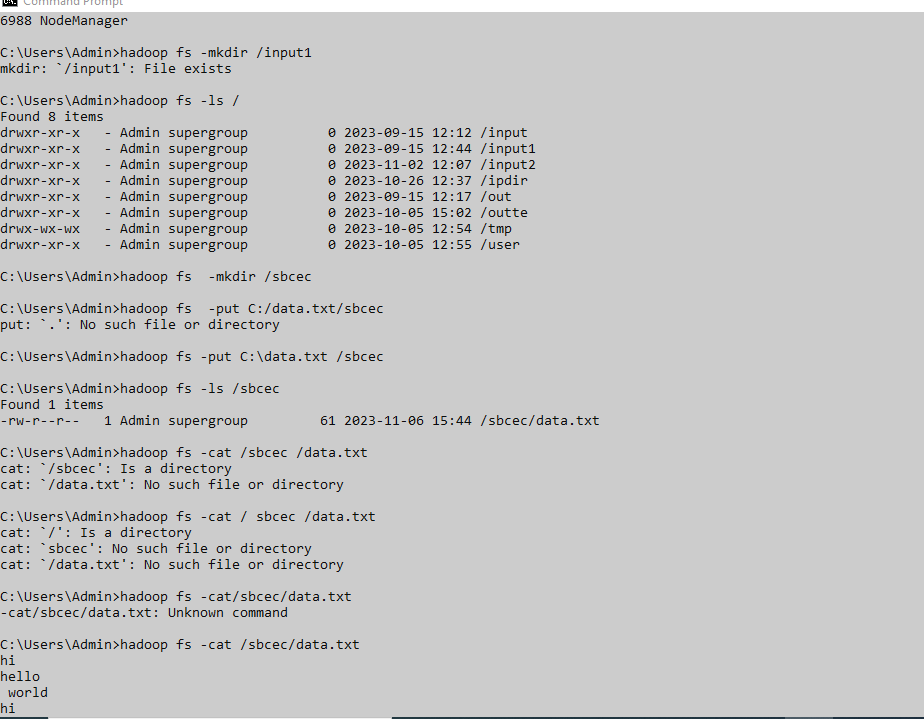 Command Prompt
6988 NodeManager
C:\Users\Admin>hadoop fs -mkdir /input1
mkdir: `/input1': File exists
C:\Users\Admin>hadoop fs -ls /
Found 8 items
drwxr-xr-x   - Admin supergroup          0 2023-09-15 12:12 /input
drwxr-xr-x   - Admin supergroup          0 2023-09-15 12:44 /input1
drwxr-xr-x   - Admin supergroup          0 2023-11-02 12:07 /input2
drwxr-xr-x   - Admin supergroup          0 2023-10-26 12:37 /ipdir
drwxr-xr-x   - Admin supergroup          0 2023-09-15 12:17 /out
drwxr-xr-x   - Admin supergroup          0 2023-10-05 15:02 /outte
drwx-wx-wx   - Admin supergroup          0 2023-10-05 12:54 /tmp
drwxr-xr-x   - Admin supergroup          0 2023-10-05 12:55 /user
C:\Users\Admin>hadoop fs  -mkdir /sbcec
C:\Users\Admin>hadoop fs  -put C:/data.txt/sbcec
put: `.': No such file or directory
C:\Users\Admin>hadoop fs -put C:\data.txt /sbcec
C:\Users\Admin>hadoop fs -ls /sbcec
Found 1 items
-rw-r--r--   1 Admin supergroup         61 2023-11-06 15:44 /sbcec/data.txt
C:\Users\Admin>hadoop fs -cat /sbcec /data.txt
cat: `/sbcec': Is a directory
cat: `/data.txt': No such file or directory
C:\Users\Admin>hadoop fs -cat / sbcec /data.txt
cat: `/': Is a directory
cat: `sbcec': No such file or directory
cat: `/data.txt': No such file or directory
C:\Users\Admin>hadoop fs -cat/sbcec/data.txt
-cat/sbcec/data.txt: Unknown command
C:\Users\Admin>hadoop fs -cat /sbcec/data.txt
hi
hello
 world
hi